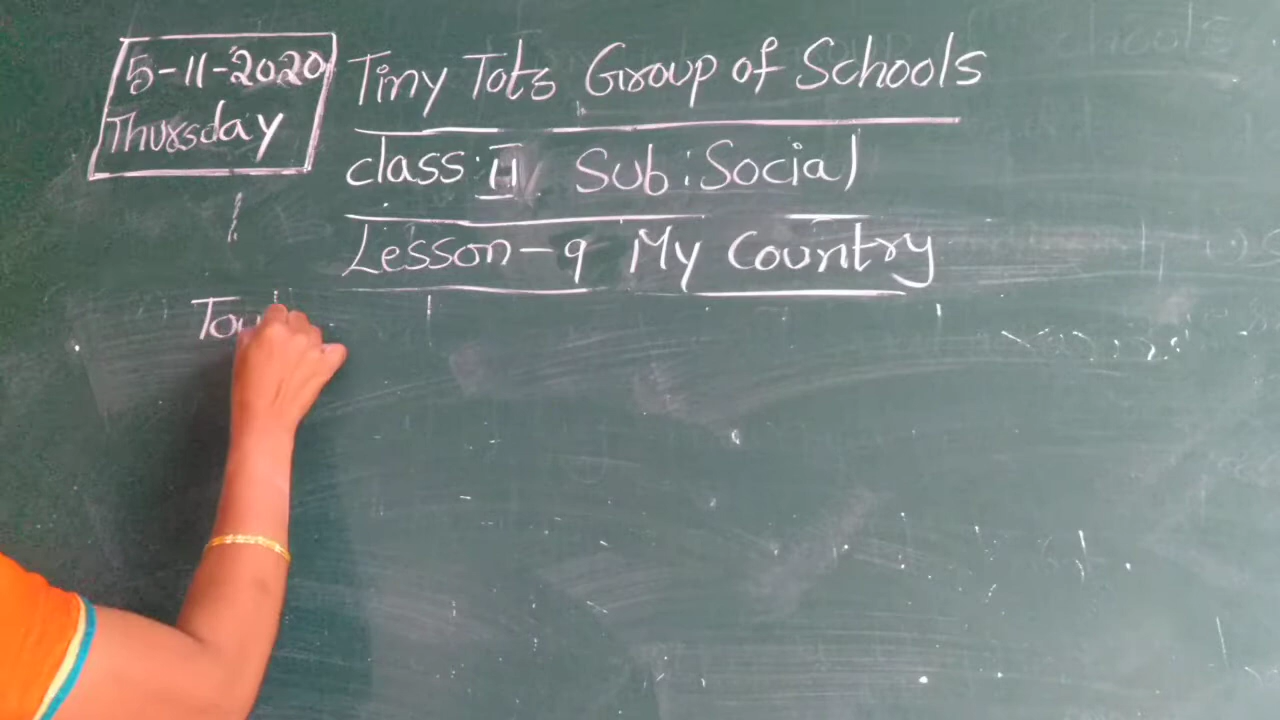 5-11-2020
Thursday
Tiny Tots Group of Schools
class: II Sub: Social
Lesson-9 My Country